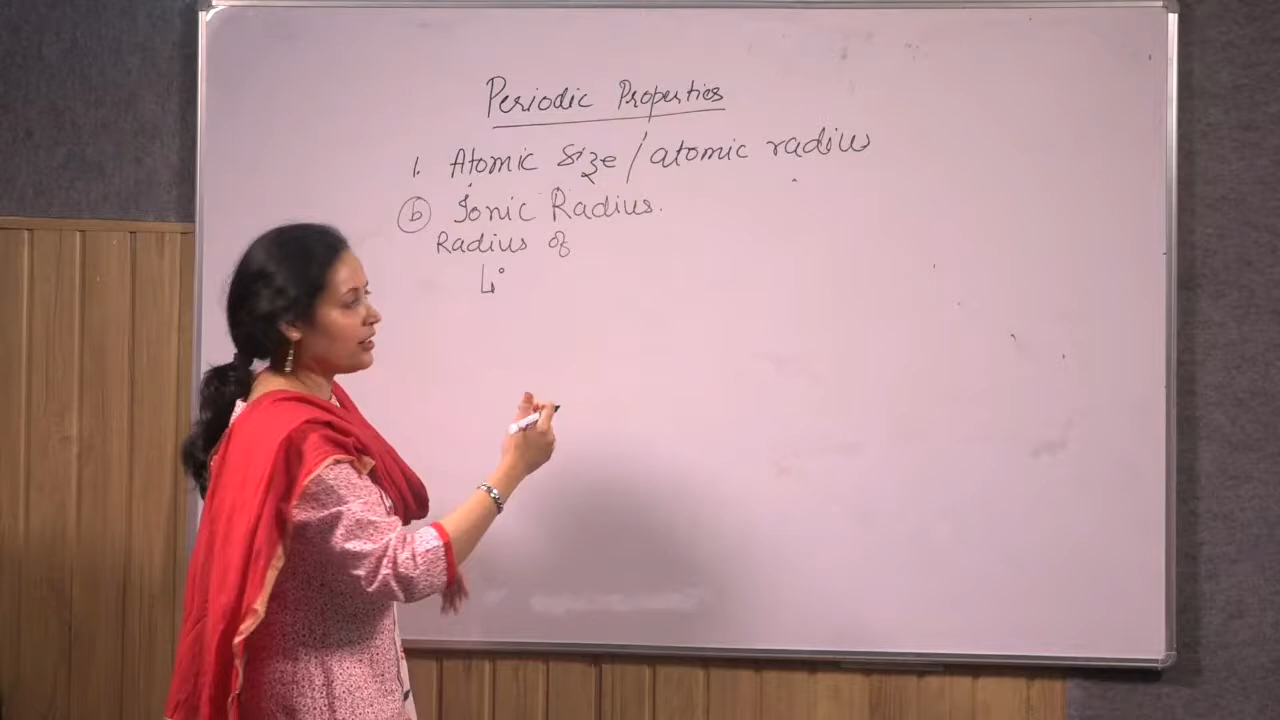 Periodic Properties
1. Atomic Size / atomic radius
(b) Ionic Radius.
Radius of
Li